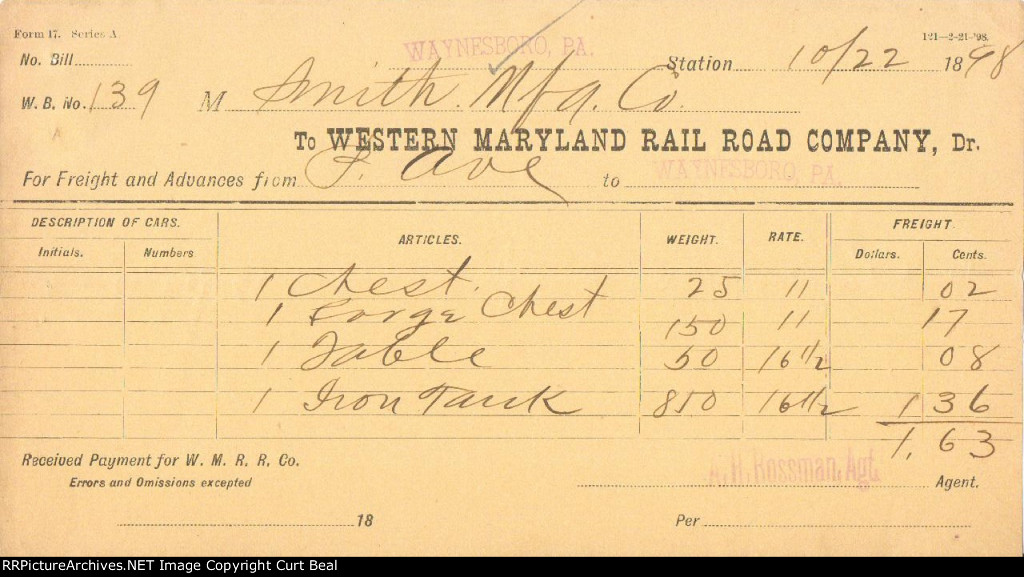 Form 17. Series A
121—2-21-'98.
WAYNESBORO, PA.
No. Bill
Station 10/22 1898
W. B. No. 139 M Smith Mfg. Co.
To WESTERN MARYLAND RAIL ROAD COMPANY, Dr.
For Freight and Advances from Ave to WAYNESBORO, PA.
DESCRIPTION OF CARS. ARTICLES. WEIGHT. RATE. FREIGHT.
Initials. Numbers Dollars. Cents.
1 Chest. 25 11 02
1 Large Chest 150 11 17
1 Table 50 16 1/2 08
1 Iron Tank 850 16 1/2 1 36
1,63
Received Payment for W. M. R. R. Co.
Errors and Omissions excepted
A. H. Rossman, Agt. Agent.
18 Per
RRPictureArchives.NET Image Copyright Curt Beal